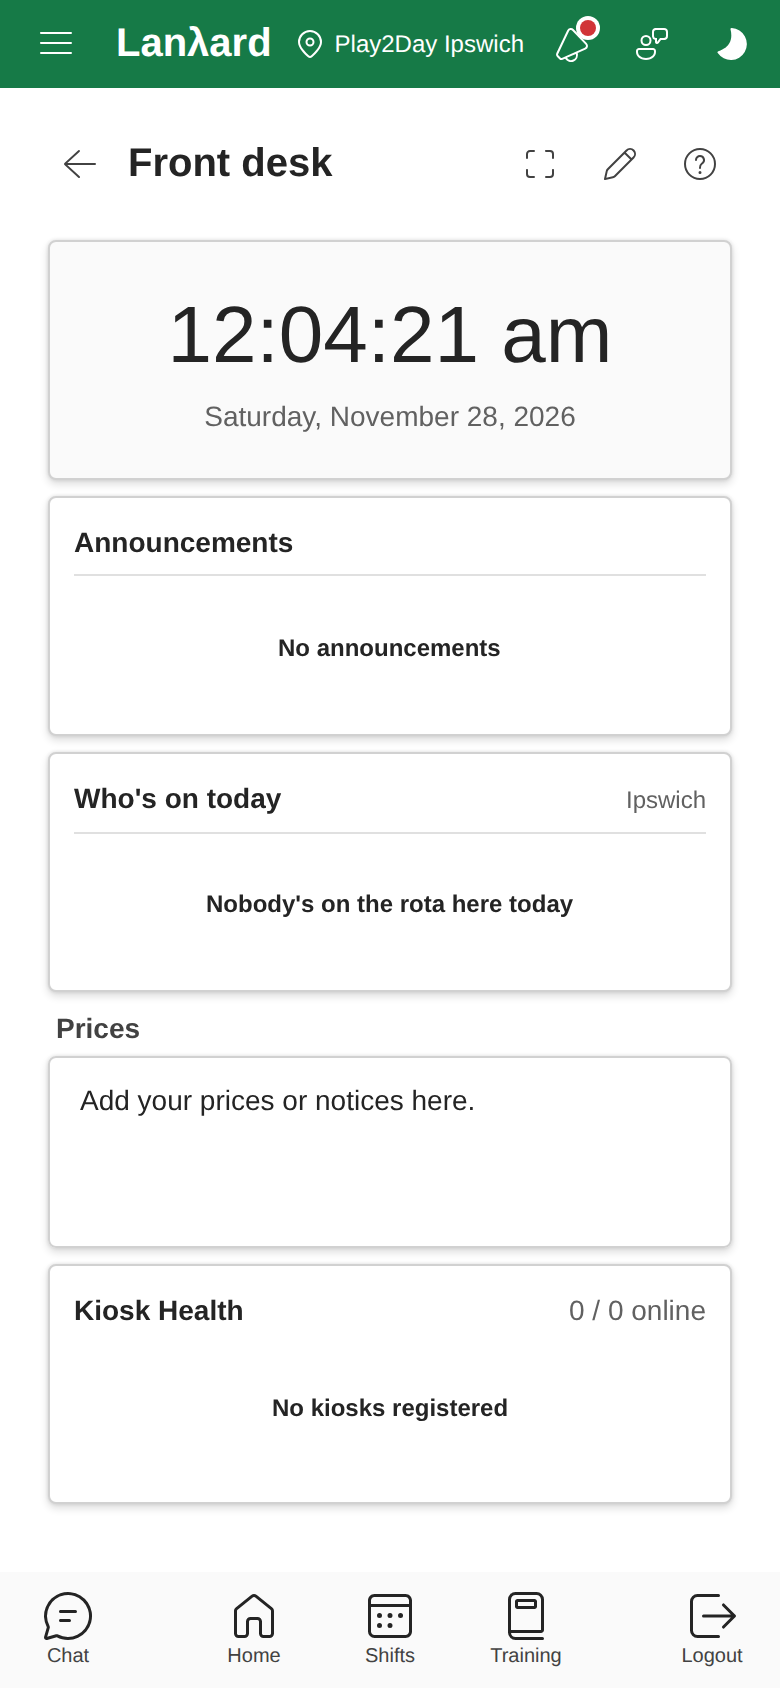 Lanλard
Play2Day Ipswich
Front desk
12:04:21 am
Saturday, November 28, 2026
Announcements
No announcements
Who's on today
Ipswich
Nobody's on the rota here today
Prices
Add your prices or notices here.
Kiosk Health
0 / 0 online
No kiosks registered
Chat
Home
Shifts
Training
Logout